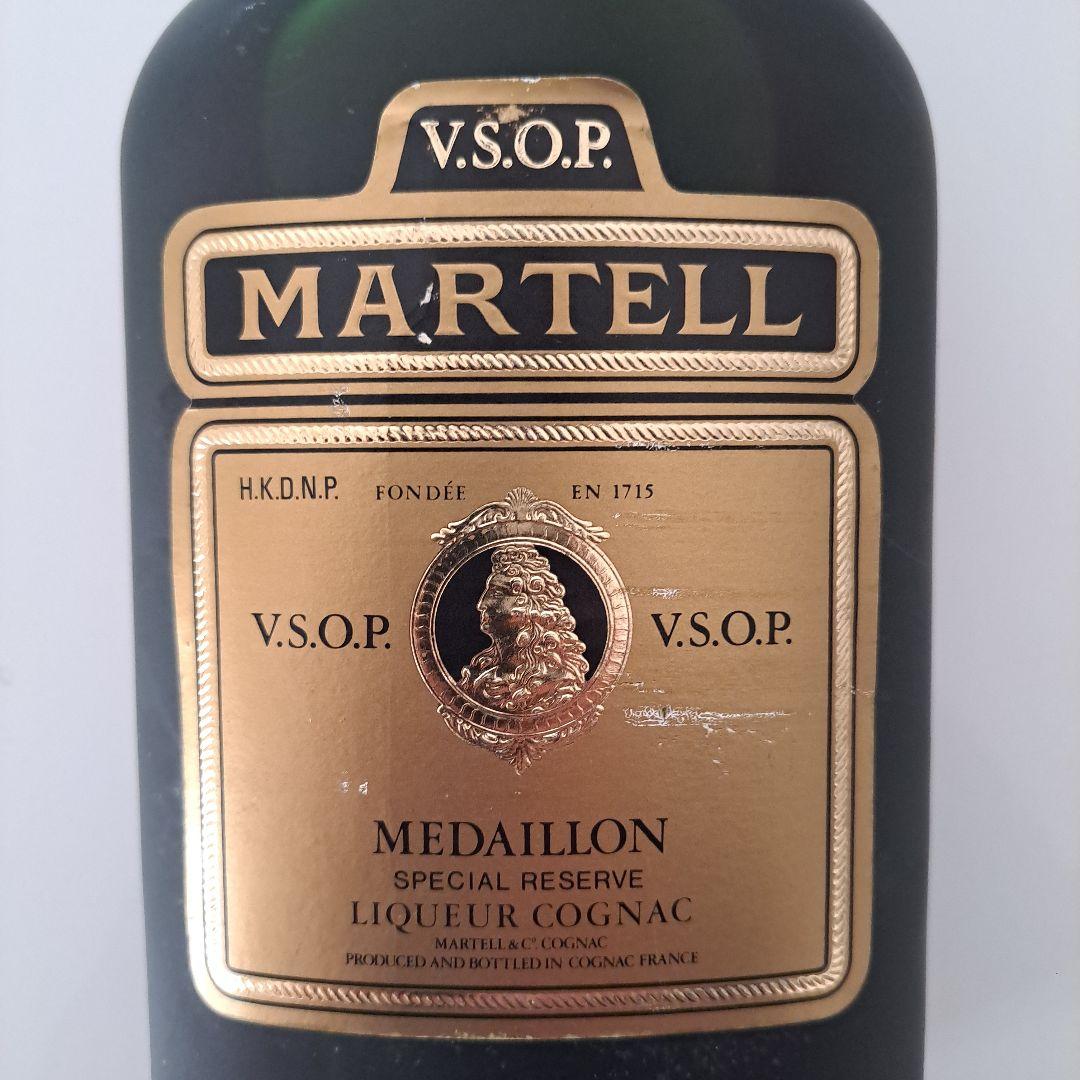 V.S.O.P.
MARTELL
H.K.D.N.P. FONDÉE EN 1715
V.S.O.P. V.S.O.P.
MEDAILLON
SPECIAL RESERVE
LIQUEUR COGNAC
MARTELL & Cº. COGNAC
PRODUCED AND BOTTLED IN COGNAC FRANCE